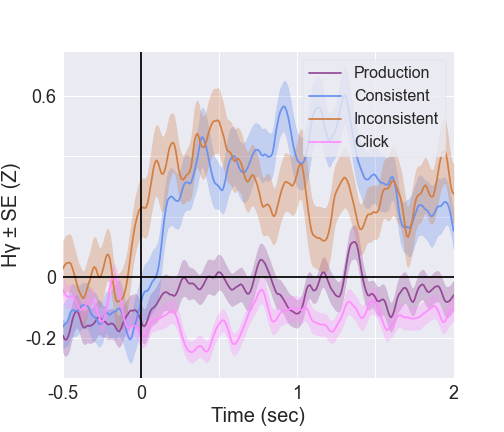 Production
Consistent
Inconsistent
Click
Hγ ± SE (Z)
0.6
0
-0.2
-0.5
0
1
2
Time (sec)